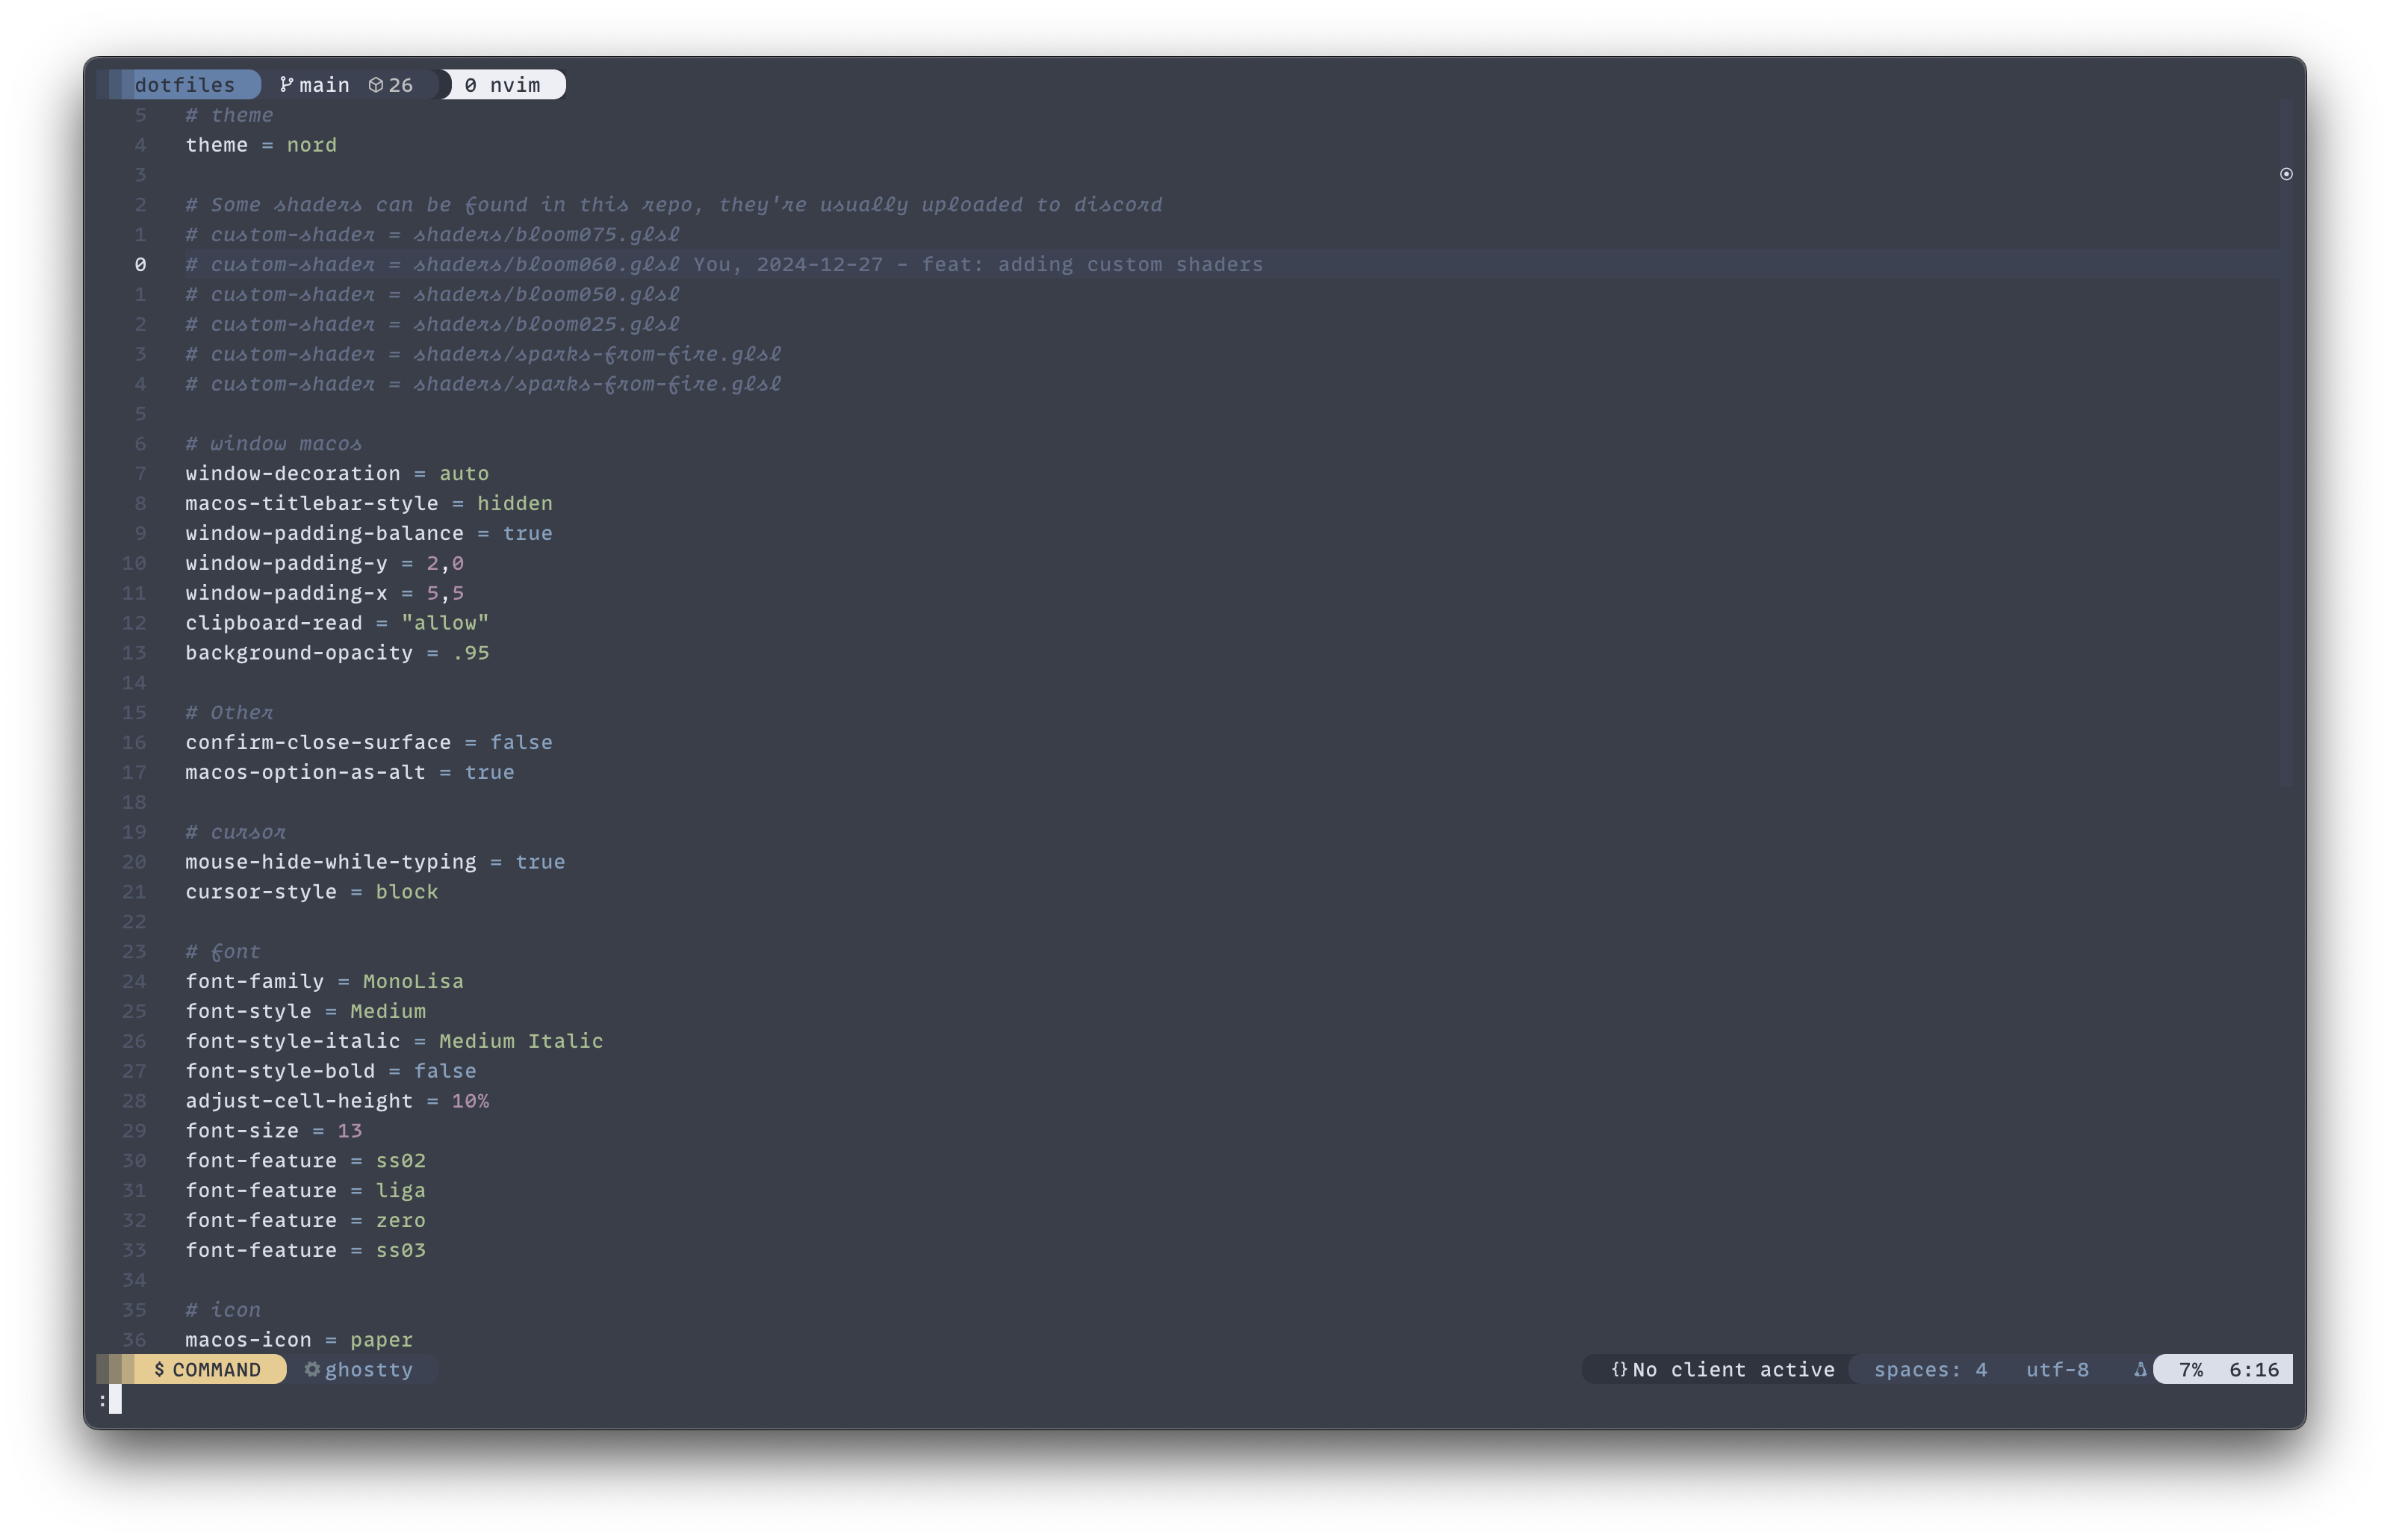 dotfiles main 26 0 nvim
5 # theme
4 theme = nord
3
2 # Some shaders can be found in this repo, they're usually uploaded to discord
1 # custom-shader = shaders/bloom075.glsl
0 # custom-shader = shaders/bloom060.glsl You, 2024-12-27 - feat: adding custom shaders
1 # custom-shader = shaders/bloom050.glsl
2 # custom-shader = shaders/bloom025.glsl
3 # custom-shader = shaders/sparks-from-fire.glsl
4 # custom-shader = shaders/sparks-from-fire.glsl
5
6 # window macos
7 window-decoration = auto
8 macos-titlebar-style = hidden
9 window-padding-balance = true
10 window-padding-y = 2,0
11 window-padding-x = 5,5
12 clipboard-read = "allow"
13 background-opacity = .95
14
15 # Other
16 confirm-close-surface = false
17 macos-option-as-alt = true
18
19 # cursor
20 mouse-hide-while-typing = true
21 cursor-style = block
22
23 # font
24 font-family = MonoLisa
25 font-style = Medium
26 font-style-italic = Medium Italic
27 font-style-bold = false
28 adjust-cell-height = 10%
29 font-size = 13
30 font-feature = ss02
31 font-feature = liga
32 font-feature = zero
33 font-feature = ss03
34
35 # icon
36 macos-icon = paper
$ COMMAND ghostty {} No client active spaces: 4 utf-8 7% 6:16
: